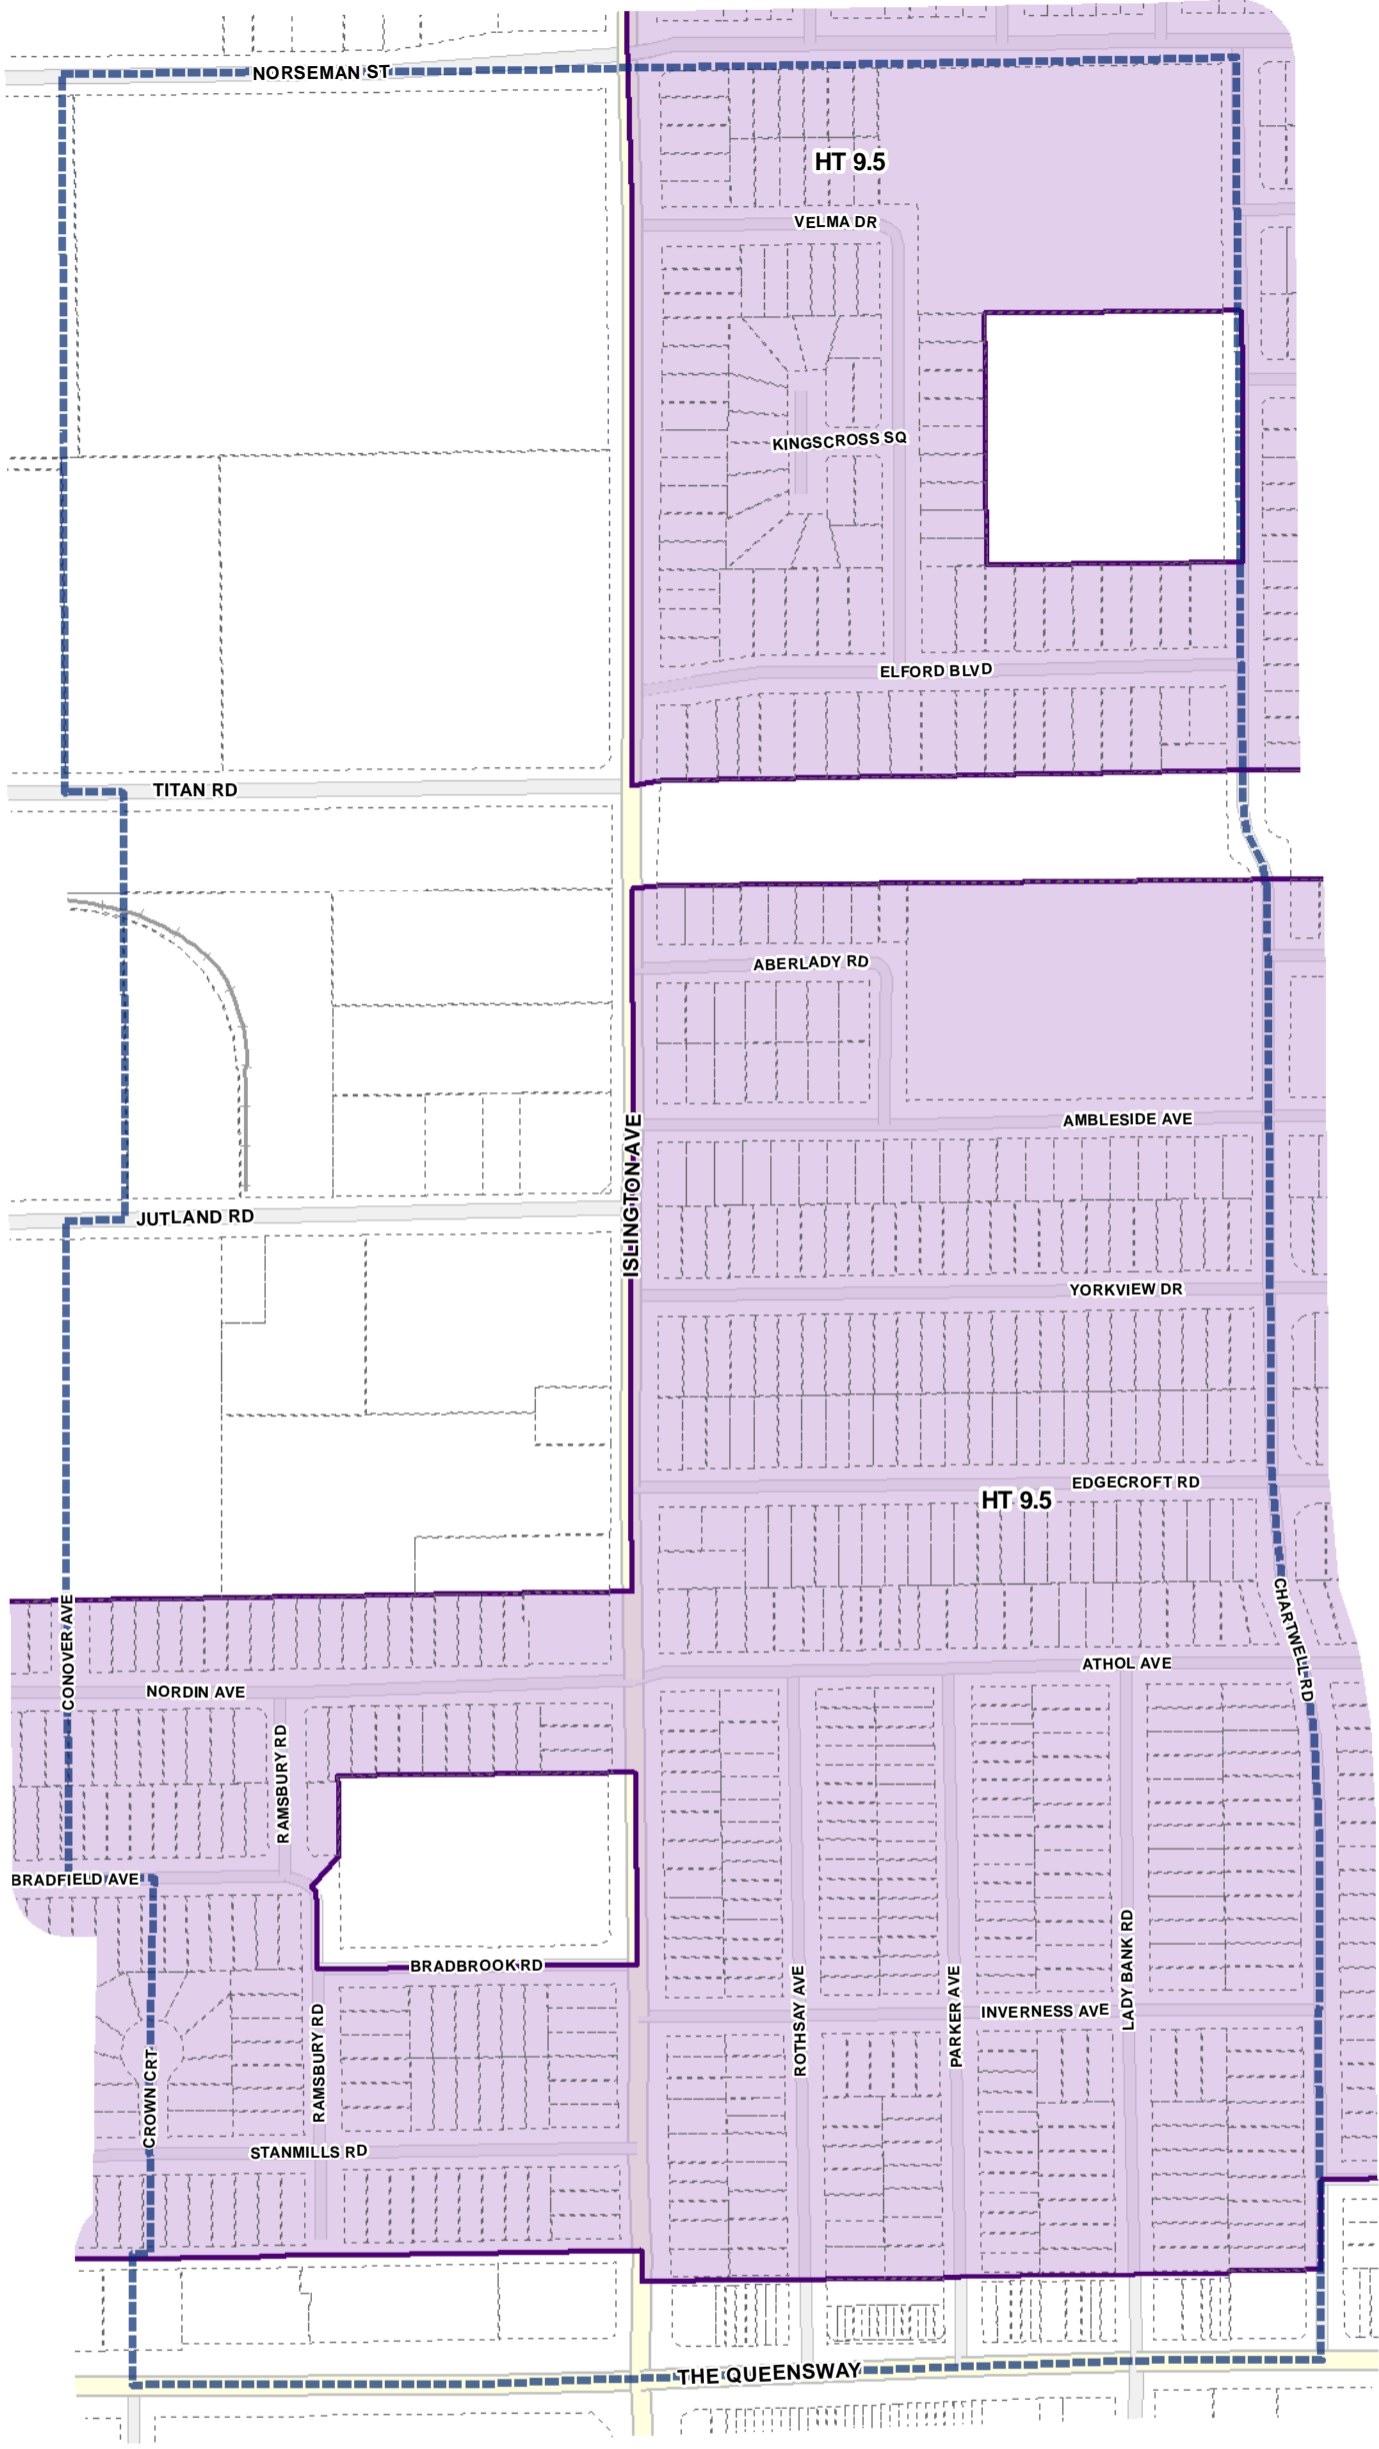 NORSEMAN ST
HT 9.5
VELMA DR
KINGSCROSS SQ
ELFORD BLVD
TITAN RD
ABERLADY RD
AMBLESIDE AVE
ISLINGTON AVE
JUTLAND RD
YORKVIEW DR
EDGECROFT RD
HT 9.5
CHARTWELL RD
CONOVER AVE
ATHOL AVE
NORDIN AVE
RAMSBURY RD
BRADFIELD AVE
LADY BANK RD
BRADBROOK RD
ROTHSAY AVE
PARKER AVE
INVERNESS AVE
RAMSBURY RD
CROWN CRT
STANMILLS RD
THE QUEENSWAY